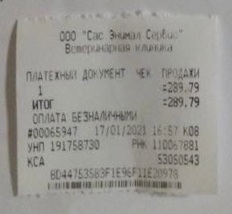 ООО "Сас Энимал Сервис"
Ветеринарная клиника
ПЛАТЕЖНЫЙ ДОКУМЕНТ ЧЕК ПРОДАЖИ
1 =289.79
ИТОГ =289.79
ОПЛАТА БЕЗНАЛИЧНЫМИ
#00065947 17/01/2021 16:57 К08
УНП 191758730 РНК 110067881
КСА 53050543
BD44753583F1E96F11E20978